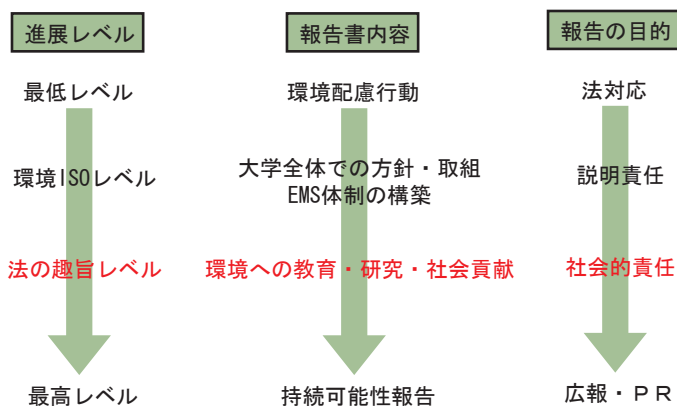 進展レベル
報告書内容
報告の目的
最低レベル
環境配慮行動
法対応
環境ISOレベル
大学全体での方針・取組
EMS体制の構築
説明責任
法の趣旨レベル
環境への教育・研究・社会貢献
社会的責任
最高レベル
持続可能性報告
広報・ＰＲ